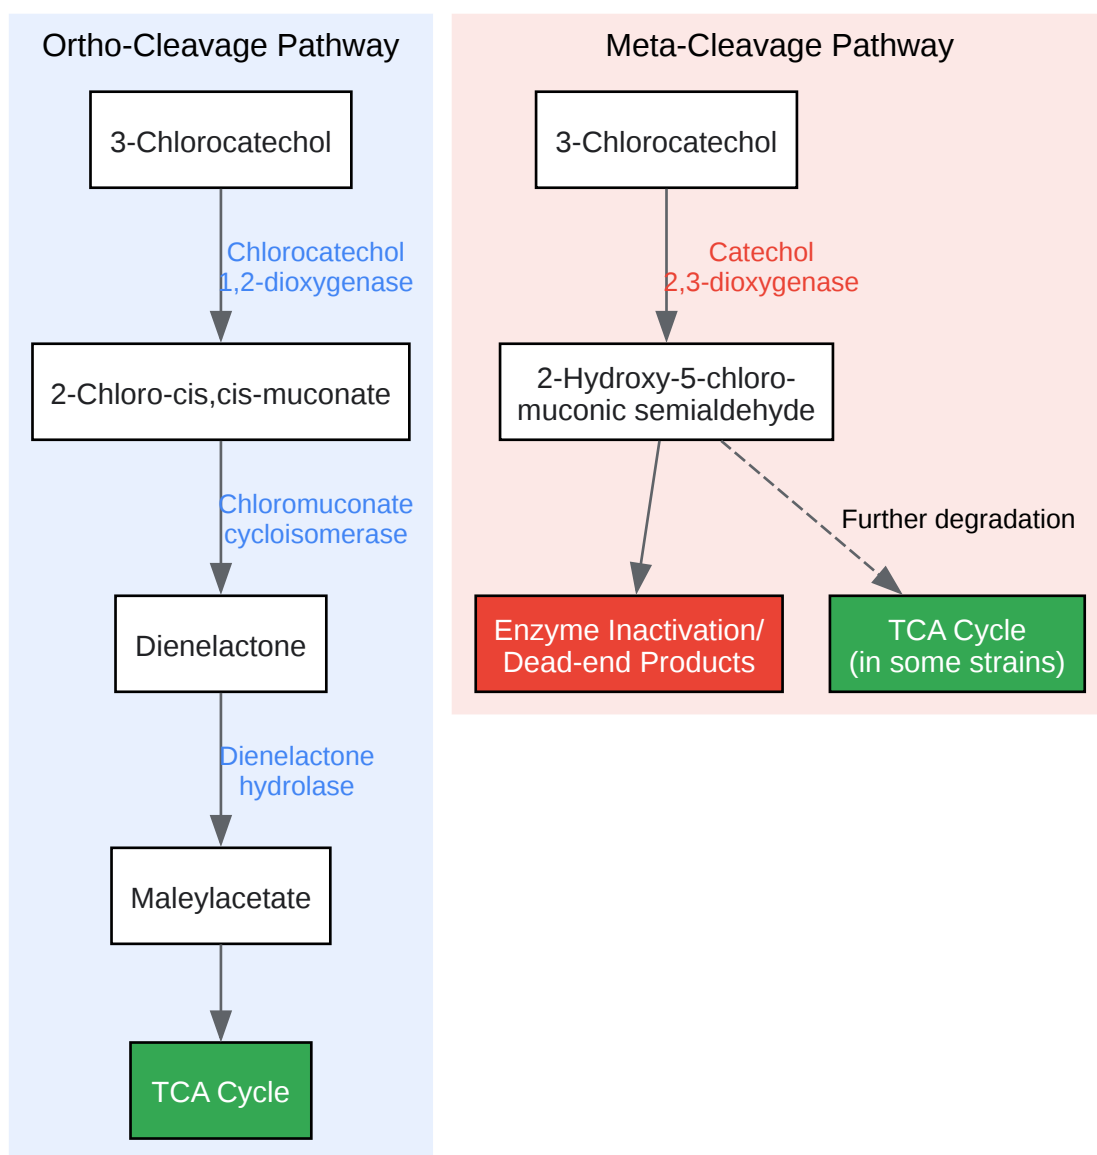 Ortho-Cleavage Pathway
3-Chlorocatechol
Chlorocatechol
1,2-dioxygenase
2-Chloro-cis,cis-muconate
Chloromuconate
cycloisomerase
Dienelactone
Dienelactone
hydrolase
Maleylacetate
TCA Cycle
Meta-Cleavage Pathway
3-Chlorocatechol
Catechol
2,3-dioxygenase
2-Hydroxy-5-chloro-
muconic semialdehyde
Further degradation
Enzyme Inactivation/
Dead-end Products
TCA Cycle
(in some strains)